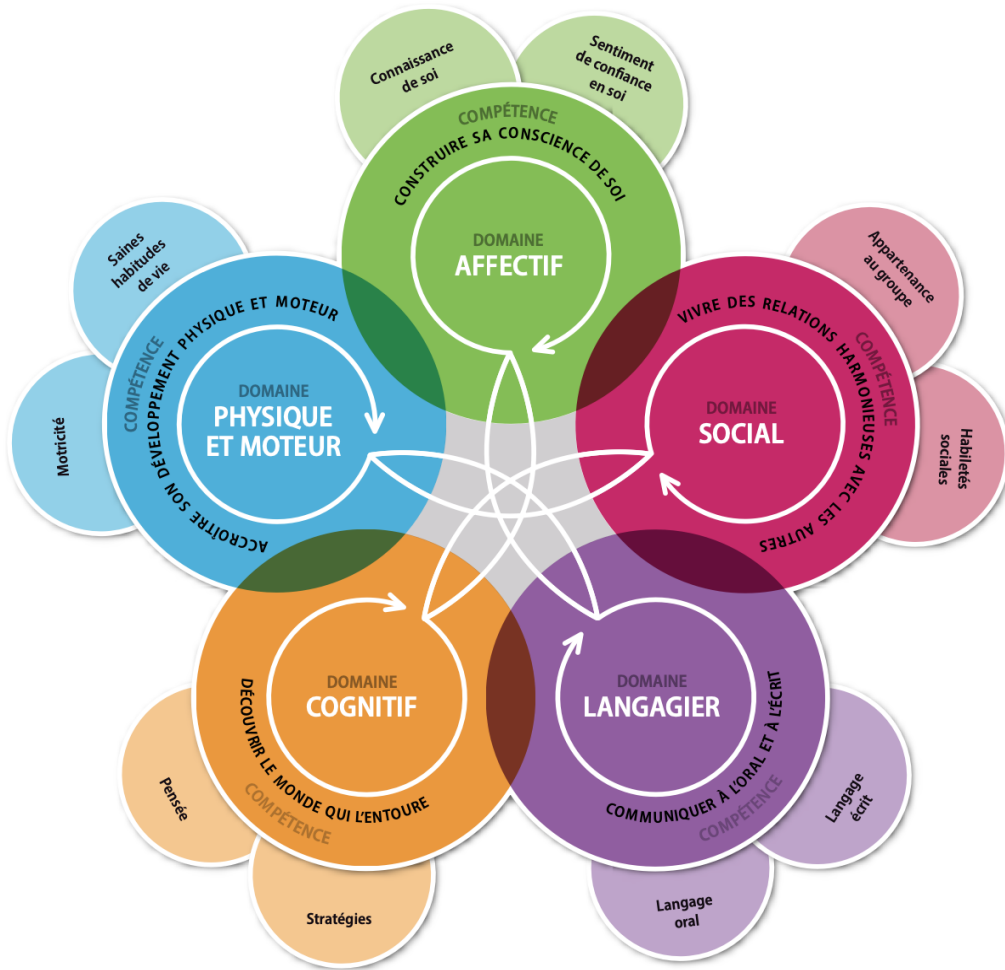 Connaissance
de soi
Sentiment
de confiance
en soi
COMPÉTENCE
CONSTRUIRE SA CONSCIENCE DE SOI
DOMAINE
AFFECTIF
Saines
habitudes
de vie
Motricité
COMPÉTENCE
ACCROÎTRE SON DÉVELOPPEMENT PHYSIQUE ET MOTEUR
DOMAINE
PHYSIQUE
ET MOTEUR
Appartenance
au groupe
Habiletés
sociales
COMPÉTENCE
VIVRE DES RELATIONS HARMONIEUSES AVEC LES AUTRES
DOMAINE
SOCIAL
DOMAINE
COGNITIF
DÉCOUVRIR LE MONDE QUI L'ENTOURE
COMPÉTENCE
Pensée
Stratégies
DOMAINE
LANGAGIER
COMMUNIQUER À L'ORAL ET À L'ÉCRIT
COMPÉTENCE
Langage
écrit
Langage
oral